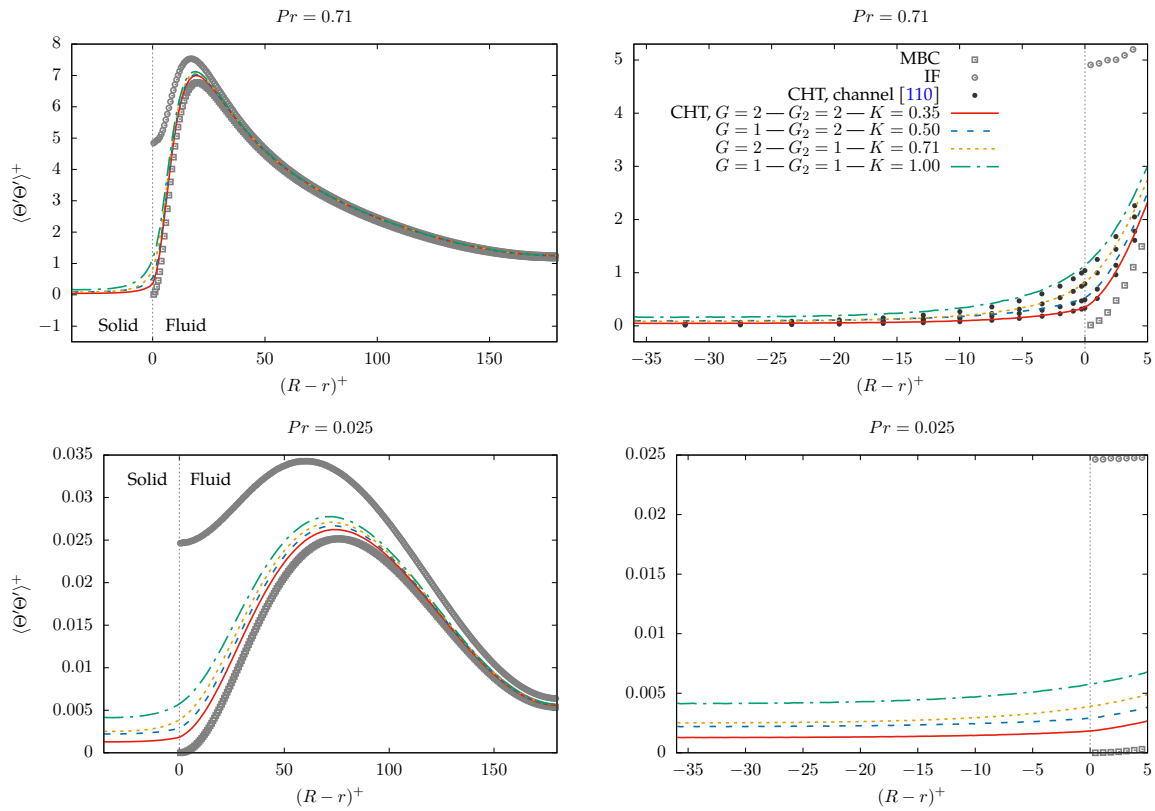 Pr = 0.71
⟨Θ′Θ′⟩⁺
8
7
6
5
4
3
2
1
0
−1
Solid
Fluid
0 50 100 150
(R − r)⁺
Pr = 0.71
5
4
3
2
1
0
MBC
IF
CHT, channel [110]
CHT, G = 2 — G₂ = 2 — K = 0.35
G = 1 — G₂ = 2 — K = 0.50
G = 2 — G₂ = 1 — K = 0.71
G = 1 — G₂ = 1 — K = 1.00
−35 −30 −25 −20 −15 −10 −5 0 5
(R − r)⁺
Pr = 0.025
⟨Θ′Θ′⟩⁺
0.035
0.03
0.025
0.02
0.015
0.01
0.005
0
Solid
Fluid
0 50 100 150
(R − r)⁺
Pr = 0.025
0.025
0.02
0.015
0.01
0.005
0
−35 −30 −25 −20 −15 −10 −5 0 5
(R − r)⁺